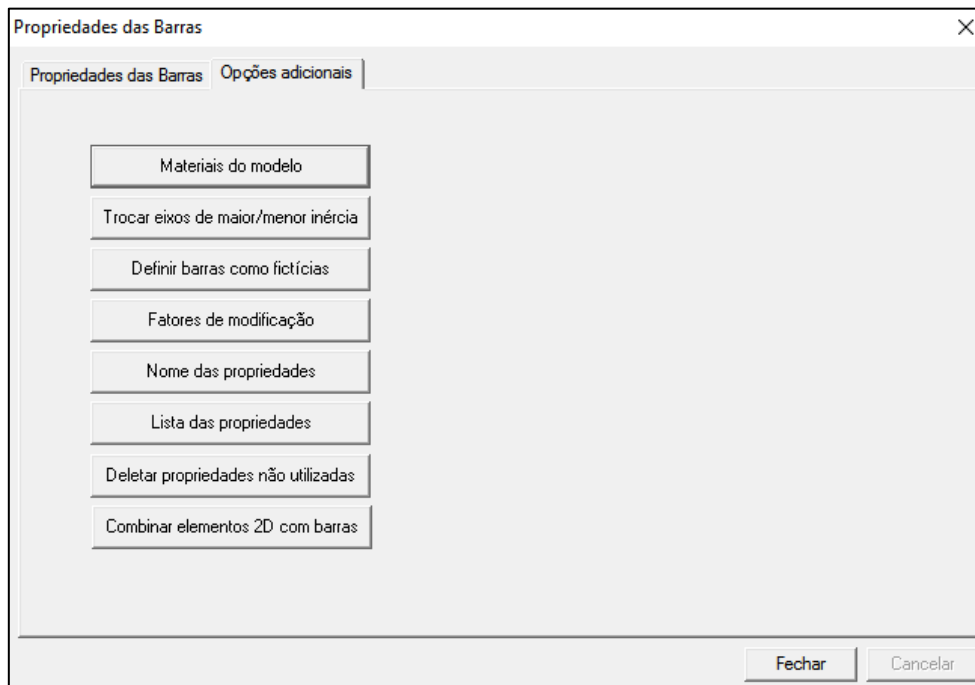 Propriedades das Barras
Propriedades das Barras Opções adicionais
Materiais do modelo
Trocar eixos de maior/menor inércia
Definir barras como fictícias
Fatores de modificação
Nome das propriedades
Lista das propriedades
Deletar propriedades não utilizadas
Combinar elementos 2D com barras
Fechar Cancelar